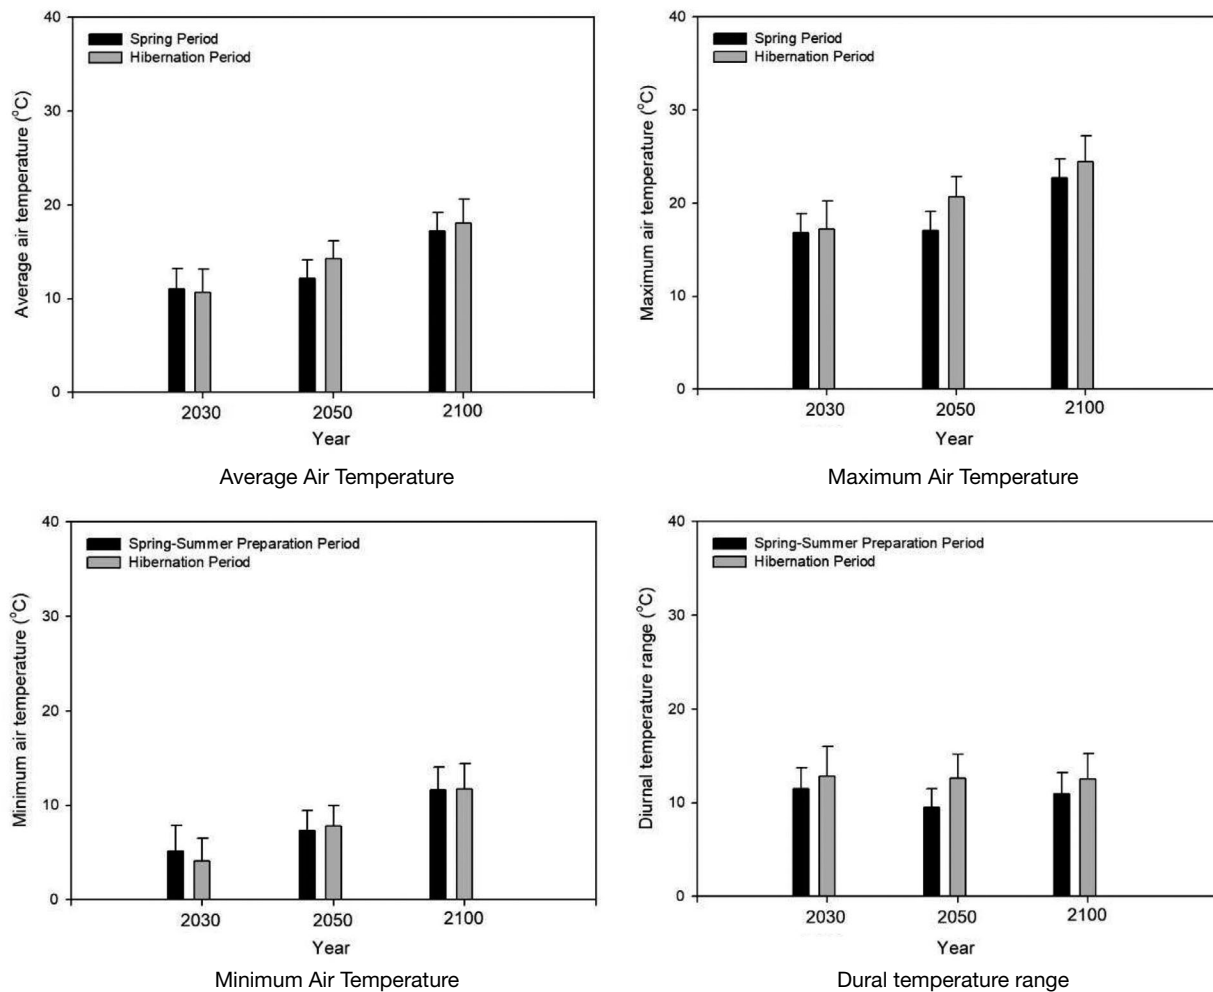 40
30
20
10
0
Average air temperature (°C)
Spring Period
Hibernation Period
2030
2050
2100
Year
Average Air Temperature
40
30
20
10
0
Maximum air temperature (°C)
Spring Period
Hibernation Period
2030
2050
2100
Year
Maximum Air Temperature
40
30
20
10
0
Minimum air temperature (°C)
Spring-Summer Preparation Period
Hibernation Period
2030
2050
2100
Year
Minimum Air Temperature
40
30
20
10
0
Diurnal temperature range (°C)
Spring-Summer Preparation Period
Hibernation Period
2030
2050
2100
Year
Dural temperature range